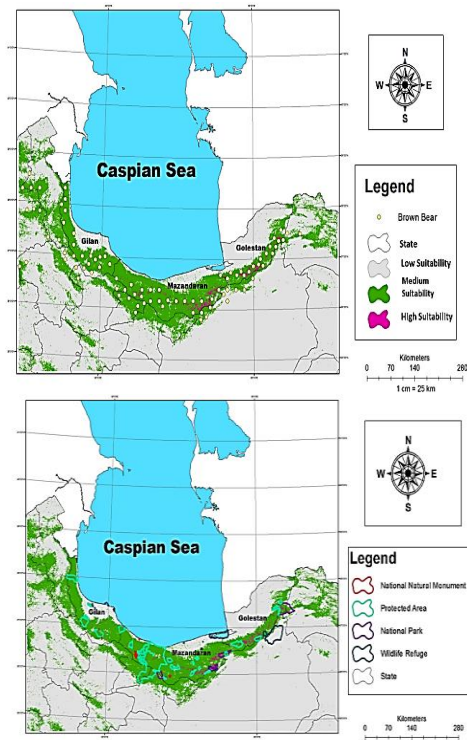 N
W E
S
Caspian Sea
Gilan
Golestan
Mazandaran
Legend
Brown Bear
State
Low Suitability
Medium
Suitability
High Suitability
Kilometers
0 70 140 280
1 cm = 25 km
N
W E
S
Caspian Sea
Gilan
Golestan
Mazandaran
Legend
National Natural Monument
Protected Area
National Park
Wildlife Refuge
State
Kilometers
0 70 140 280